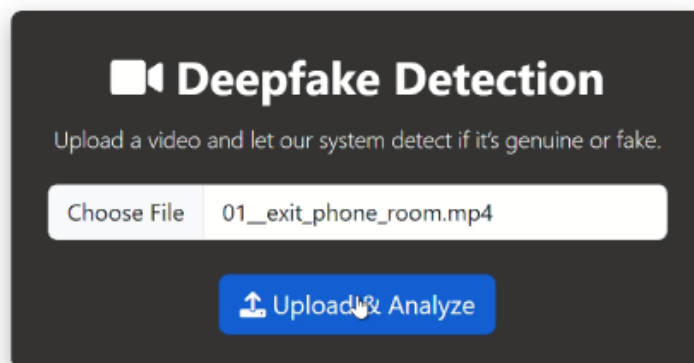 Deepfake Detection
Upload a video and let our system detect if it's genuine or fake.
Choose File 01__exit_phone_room.mp4
Upload & Analyze